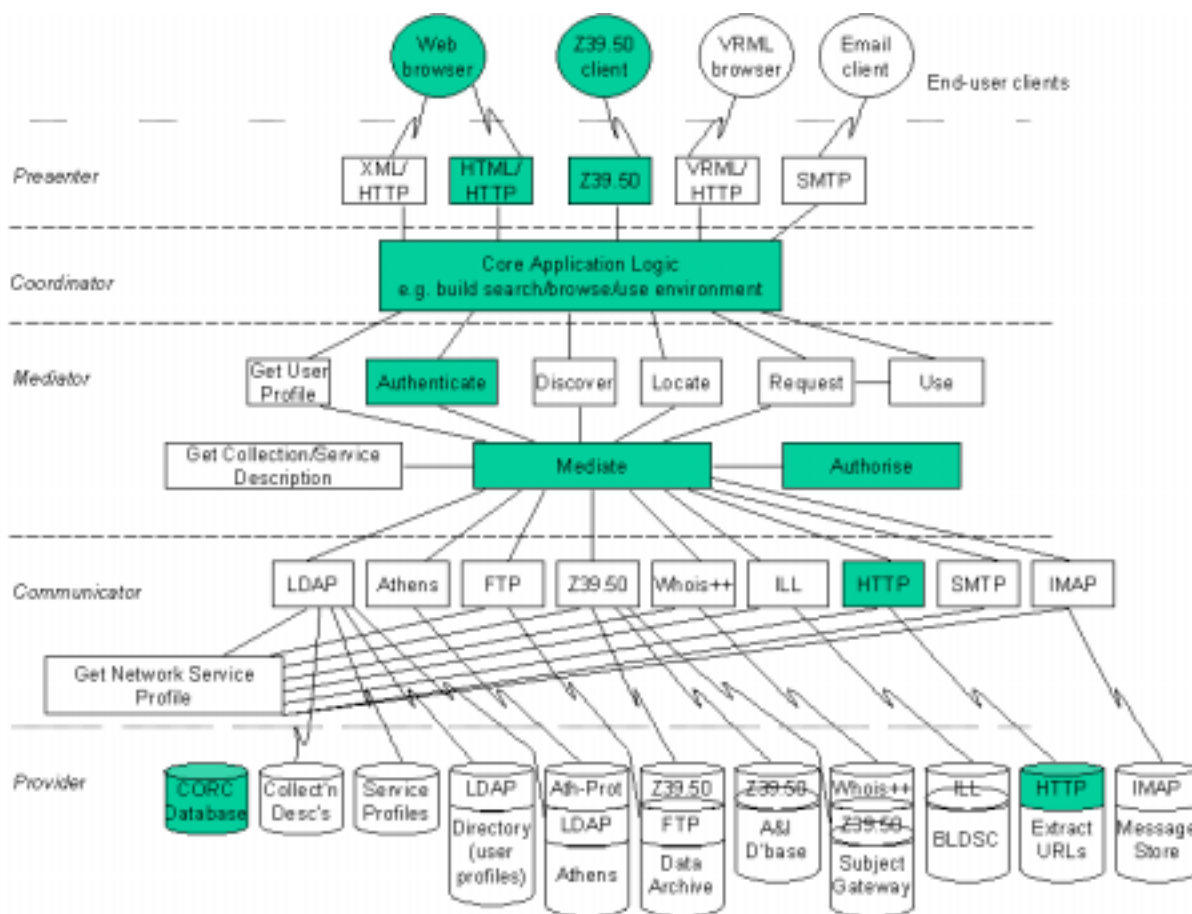 Web
browser
Z39.50
client
VRML
browser
Email
client
End-user clients
Presenter
XML/
HTTP
HTML/
HTTP
Z39.50
VRML/
HTTP
SMTP
Coordinator
Core Application Logic
e.g. build search/browse/use environment
Mediator
Get User
Profile
Authenticate
Discover
Locate
Request
Use
Get Collection/Service
Description
Mediate
Authorise
Communicator
LDAP
Athens
FTP
Z39.50
Whois++
ILL
HTTP
SMTP
IMAP
Get Network Service
Profile
Provider
CORC
Database
Collect'n
Desc's
Service
Profiles
LDAP
Directory
(user
profiles)
Ath-Prot
LDAP
Athens
Z39.50
FTP
Data
Archive
Z39.50
A&I
D'base
Whois++
Z39.50
Subject
Gateway
ILL
BLDSC
HTTP
Extract
URLs
IMAP
Message
Store